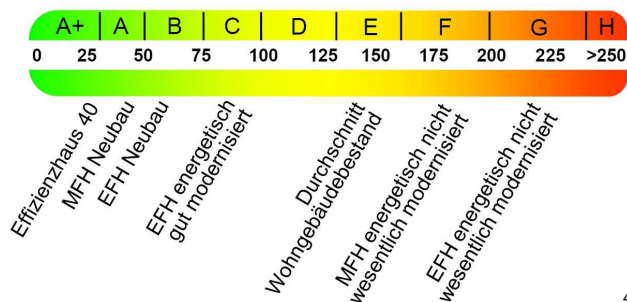 A+ A B C D E F G H
0 25 50 75 100 125 150 175 200 225 >250
Effizienzhaus 40
MFH Neubau
EFH Neubau
EFH energetisch
gut modernisiert
Durchschnitt
Wohngebäudebestand
MFH energetisch nicht
wesentlich modernisiert
EFH energetisch nicht
wesentlich modernisiert